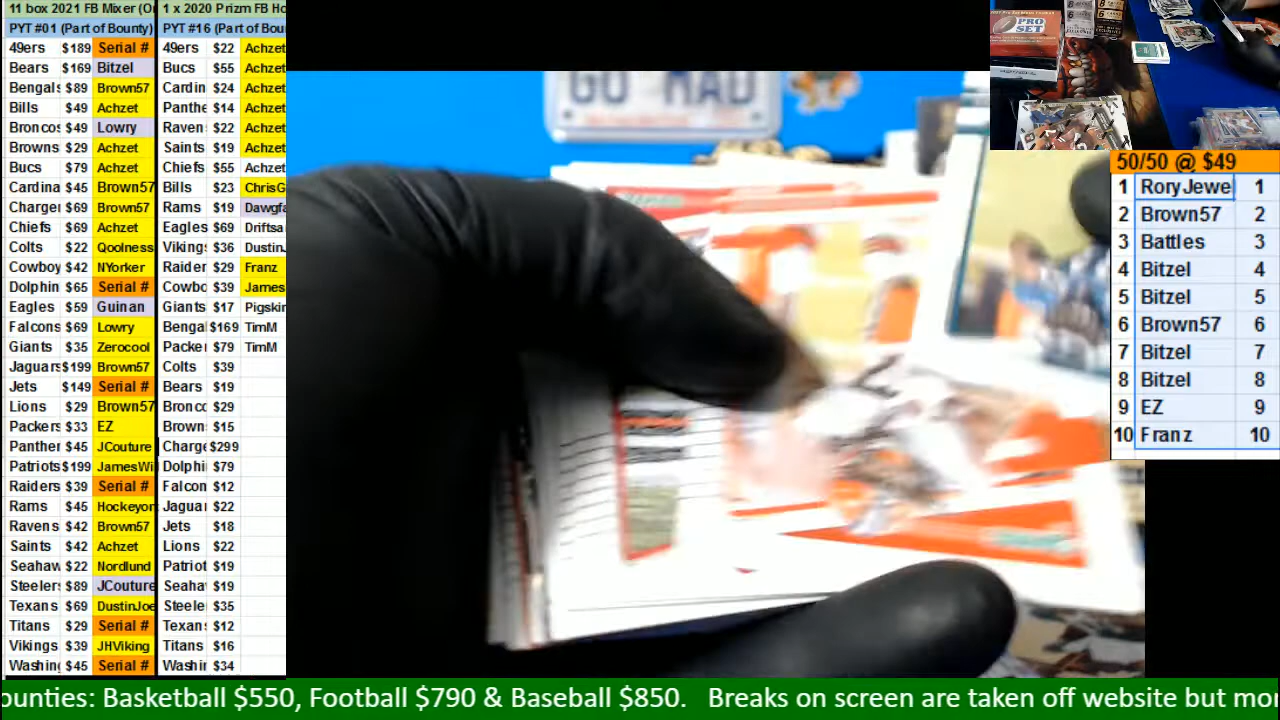 11 box 2021 FB Mixer (On
PYT #01 (Part of Bounty)
49ers $189 Serial #
Bears $169 Bitzel
Bengals $89 Brown57
Bills $49 Achzet
Broncos $49 Lowry
Browns $29 Achzet
Bucs $79 Achzet
Cardina $45 Brown57
Charger $69 Brown57
Chiefs $69 Achzet
Colts $22 Qoolness
Cowboy $42 NYorker
Dolphin $65 Serial #
Eagles $59 Guinan
Falcons $69 Lowry
Giants $35 Zerocool
Jaguars $199 Brown57
Jets $149 Serial #
Lions $29 Brown57
Packers $33 EZ
Panther $45 JCouture
Patriots $199 JamesWi
Raiders $39 Serial #
Rams $45 Hockeyon
Ravens $42 Brown57
Saints $42 Achzet
Seahaw $22 Nordlund
Steelers $89 JCouture
Texans $69 DustinJoe
Titans $29 Serial #
Vikings $39 JHViking
Washing $45 Serial #
1 x 2020 Prizm FB Ho
PYT #16 (Part of Boun
49ers $22 Achzet
Bucs $55 Achzet
Cardin $24 Achzet
Panthe $14 Achzet
Raven $22 Achzet
Saints $19 Achzet
Chiefs $55 Achzet
Bills $23 ChrisG
Rams $19 Dawgfa
Eagles $69 Driftsa
Viking $36 DustinJ
Raider $29 Franz
Cowbo $39 James
Giants $17 Pigskin
Bengal $169 TimM
Packe $79 TimM
Colts $39
Bears $19
Bronco $29
Brown $15
Charge $299
Dolphi $79
Falcon $12
Jaguar $22
Jets $18
Lions $22
Patriot $19
Seaha $19
Steele $35
Texan $12
Titans $16
Washi $34
GO MAD
PRO SET
50/50 @ $49
1 RoryJewel 1
2 Brown57 2
3 Battles 3
4 Bitzel 4
5 Bitzel 5
6 Brown57 6
7 Bitzel 7
8 Bitzel 8
9 EZ 9
10 Franz 10
ounties: Basketball $550, Football $790 & Baseball $850. Breaks on screen are taken off website but mor